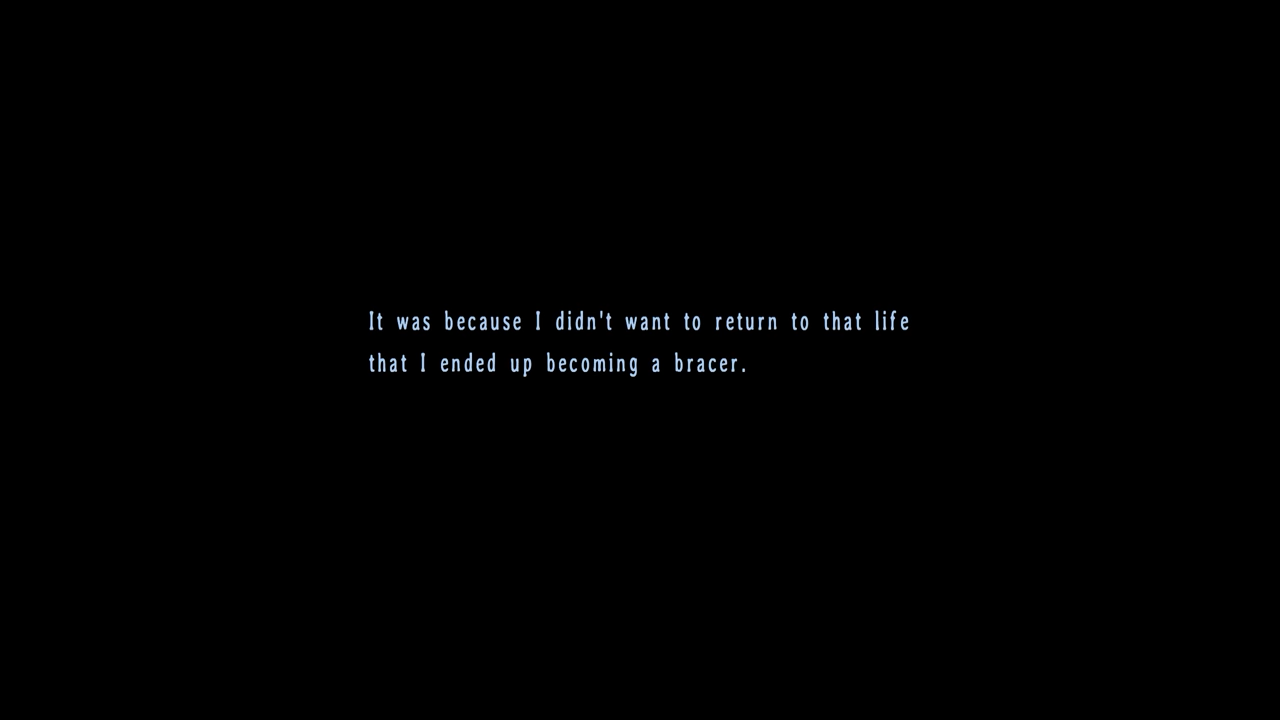 It was because I didn't want to return to that life
that I ended up becoming a bracer.